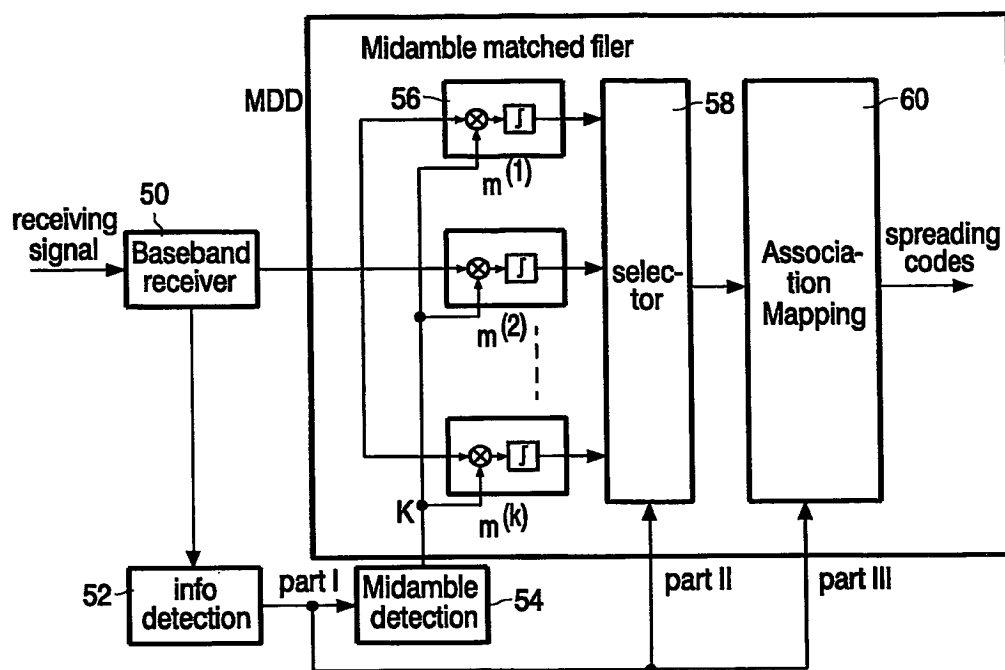 Midamble matched filer
MDD
56
58
60
m(1)
50
receiving
signal
Baseband
receiver
m(2)
selec-
tor
Associa-
tion
Mapping
spreading
codes
K
m(k)
52
info
detection
part I
Midamble
detection
54
part II
part III